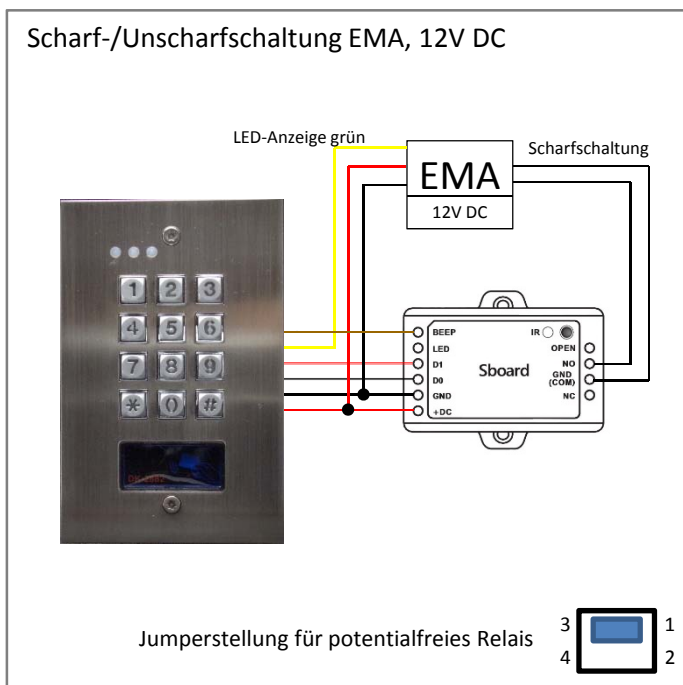 Scharf-/Unscharfschaltung EMA, 12V DC
LED-Anzeige grün
Scharfschaltung
EMA
12V DC
1 2 3
4 5 6
7 8 9
* 0 #
BEEP
LED
D1
D0
GND
+DC
Sboard
IR
OPEN
NO
GND
(COM)
NC
Jumperstellung für potentialfreies Relais
3 1
4 2